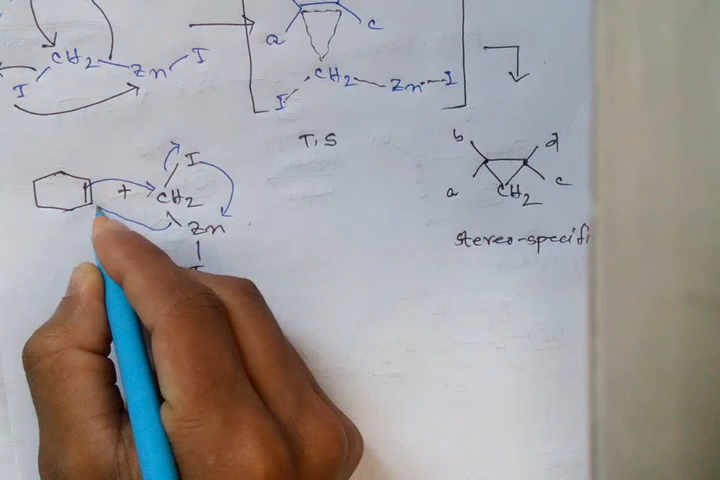 a c
CH2 Zn I
I
CH2 Zn I
I
T.S
b d
a c
CH2
stereo-specifi
I
+
CH2
Zn
I